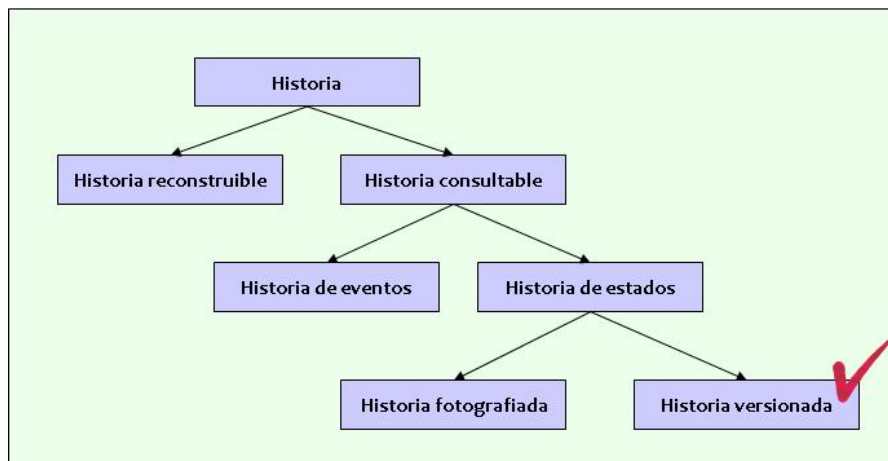 Historia
Historia reconstruible
Historia consultable
Historia de eventos
Historia de estados
Historia fotografiada
Historia versionada